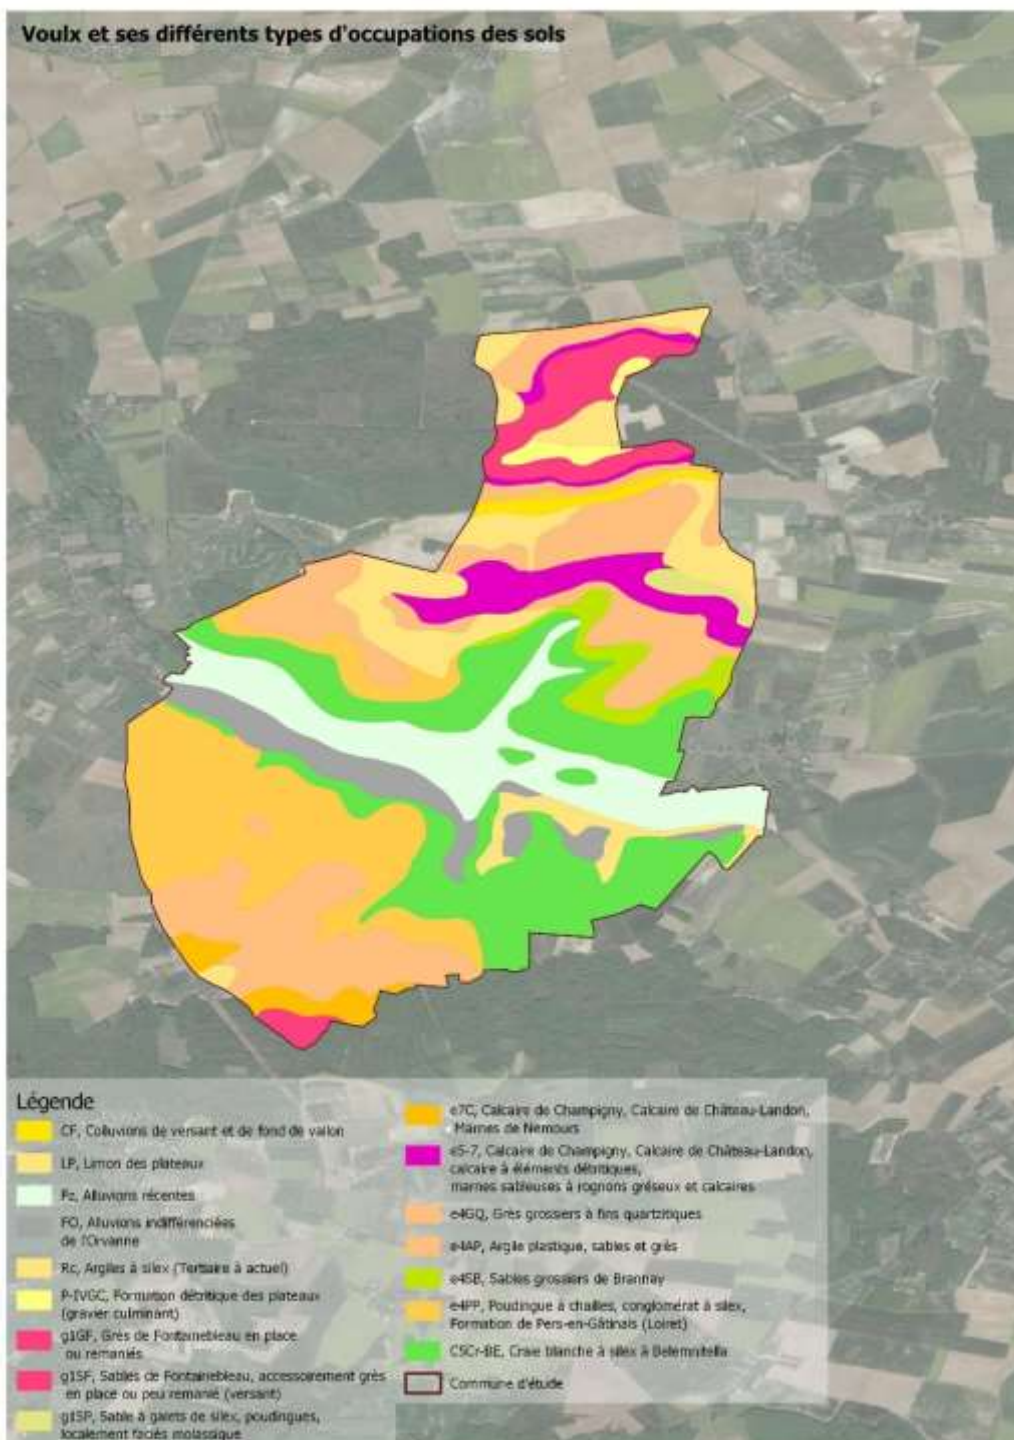 Voulx et ses différents types d'occupations des sols
Légende
CF, Colluvions de versant et de fond de vallon
LP, Limon des plateaux
Fz, Alluvions récentes
FO, Alluvions indifférenciées
de l'Orvanne
Rc, Argiles à silex (Tertiaire à actuel)
P-IVGC, Formation détritique des plateaux
(gravier culminant)
g1GF, Grès de Fontainebleau en place
ou remaniés
g1SF, Sables de Fontainebleau, accessoirement grès
en place ou peu remanié (versant)
g1SP, Sable à galets de silex, poudingues,
localement faciès molassique
e7C, Calcaire de Champigny, Calcaire de Château-Landon,
Marnes de Nemours
e5-7, Calcaire de Champigny, Calcaire de Château-Landon,
calcaire à éléments détritiques,
marnes sableuses à rognons gréseux et calcaires
e4GQ, Grès grossiers à fins quartzitiques
e4AP, Argile plastique, sables et grès
e4SB, Sables grossiers de Brannay
e4PP, Poudingue à chailles, conglomérat à silex,
Formation de Pers-en-Gâtinais (Loiret)
C5Cr-BE, Craie blanche à silex à Belemnitella
Commune d'étude